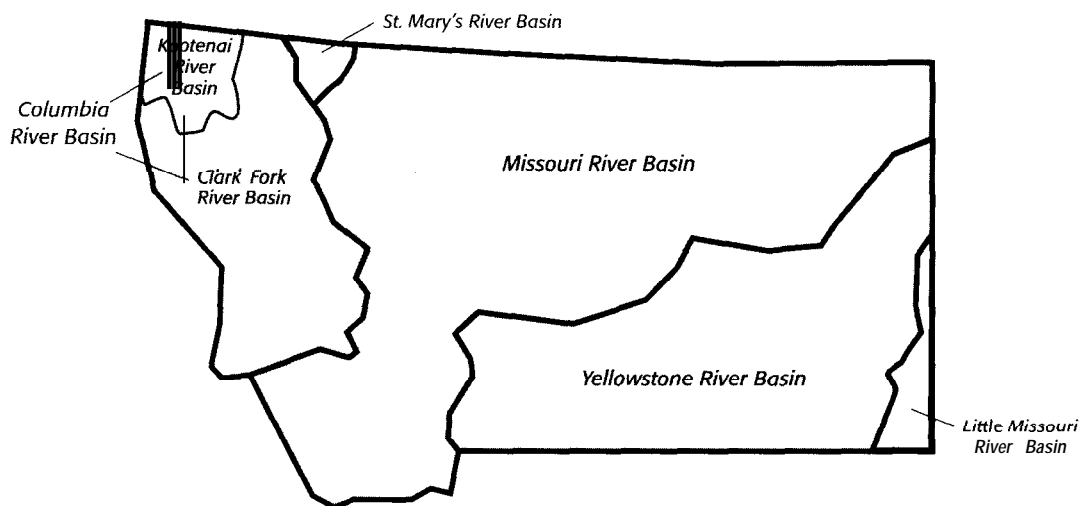 St. Mary's River Basin
Kootenai
River
Basin
Columbia
River Basin
Clark Fork
River Basin
Missouri River Basin
Yellowstone River Basin
Little Missouri
River Basin